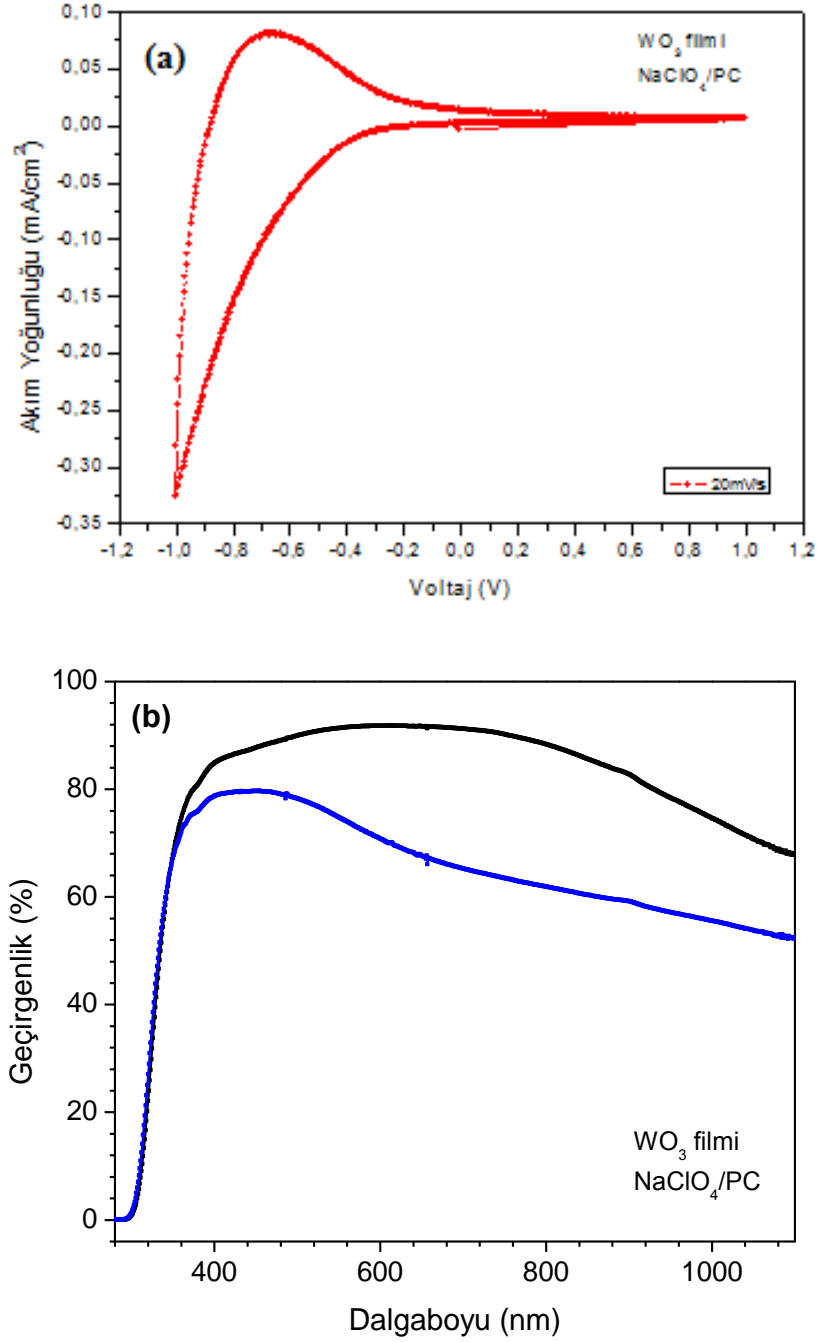 (a)
WO3 filmi
NaClO4/PC
0,10
0,05
0,00
-0,05
-0,10
-0,15
-0,20
-0,25
-0,30
-0,35
Akım Yoğunluğu (mA/cm2)
20mV/s
-1,2 -1,0 -0,8 -0,6 -0,4 -0,2 0,0 0,2 0,4 0,6 0,8 1,0 1,2
Voltaj (V)
(b)
100
80
60
40
20
0
Geçirgenlik (%)
WO3 filmi
NaClO4/PC
400 600 800 1000
Dalgaboyu (nm)